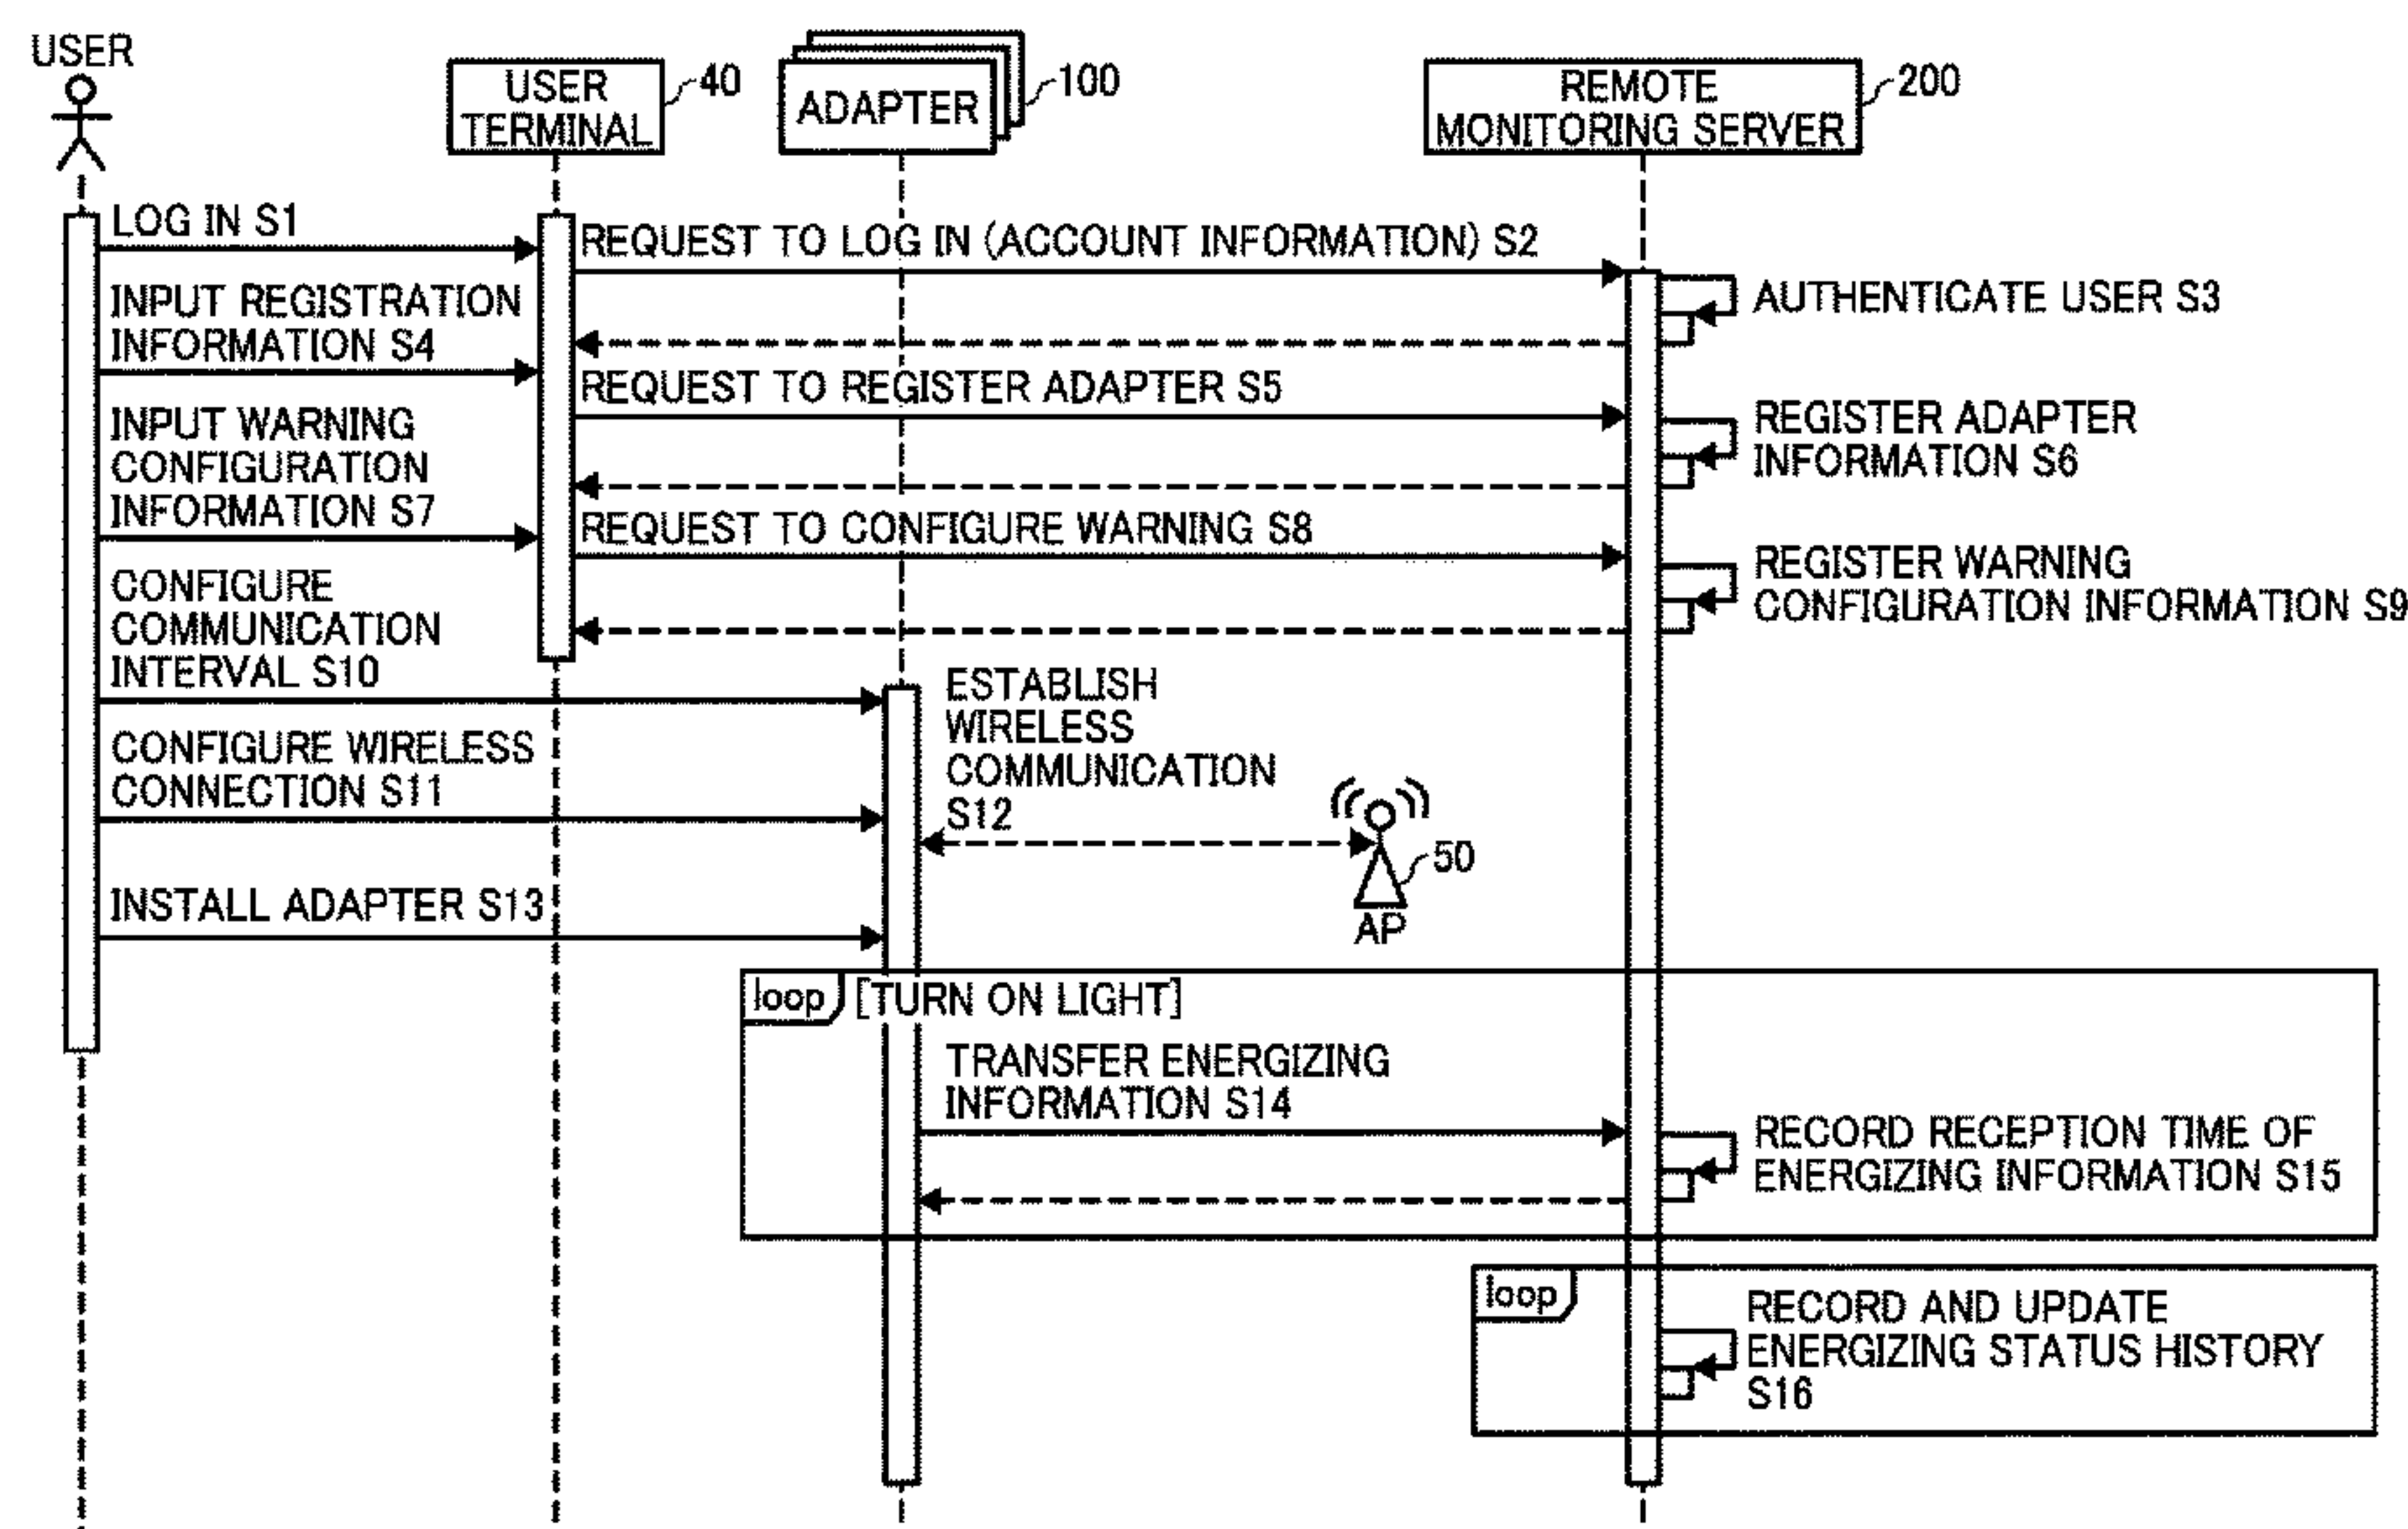 USER
USER
TERMINAL
40
ADAPTER
100
REMOTE
MONITORING SERVER
200
LOG IN S1
REQUEST TO LOG IN (ACCOUNT INFORMATION) S2
AUTHENTICATE USER S3
INPUT REGISTRATION
INFORMATION S4
REQUEST TO REGISTER ADAPTER S5
REGISTER ADAPTER
INFORMATION S6
INPUT WARNING
CONFIGURATION
INFORMATION S7
REQUEST TO CONFIGURE WARNING S8
REGISTER WARNING
CONFIGURATION INFORMATION S9
CONFIGURE
COMMUNICATION
INTERVAL S10
CONFIGURE WIRELESS
CONNECTION S11
ESTABLISH
WIRELESS
COMMUNICATION
S12
50
AP
INSTALL ADAPTER S13
loop
[TURN ON LIGHT]
TRANSFER ENERGIZING
INFORMATION S14
RECORD RECEPTION TIME OF
ENERGIZING INFORMATION S15
loop
RECORD AND UPDATE
ENERGIZING STATUS HISTORY
S16